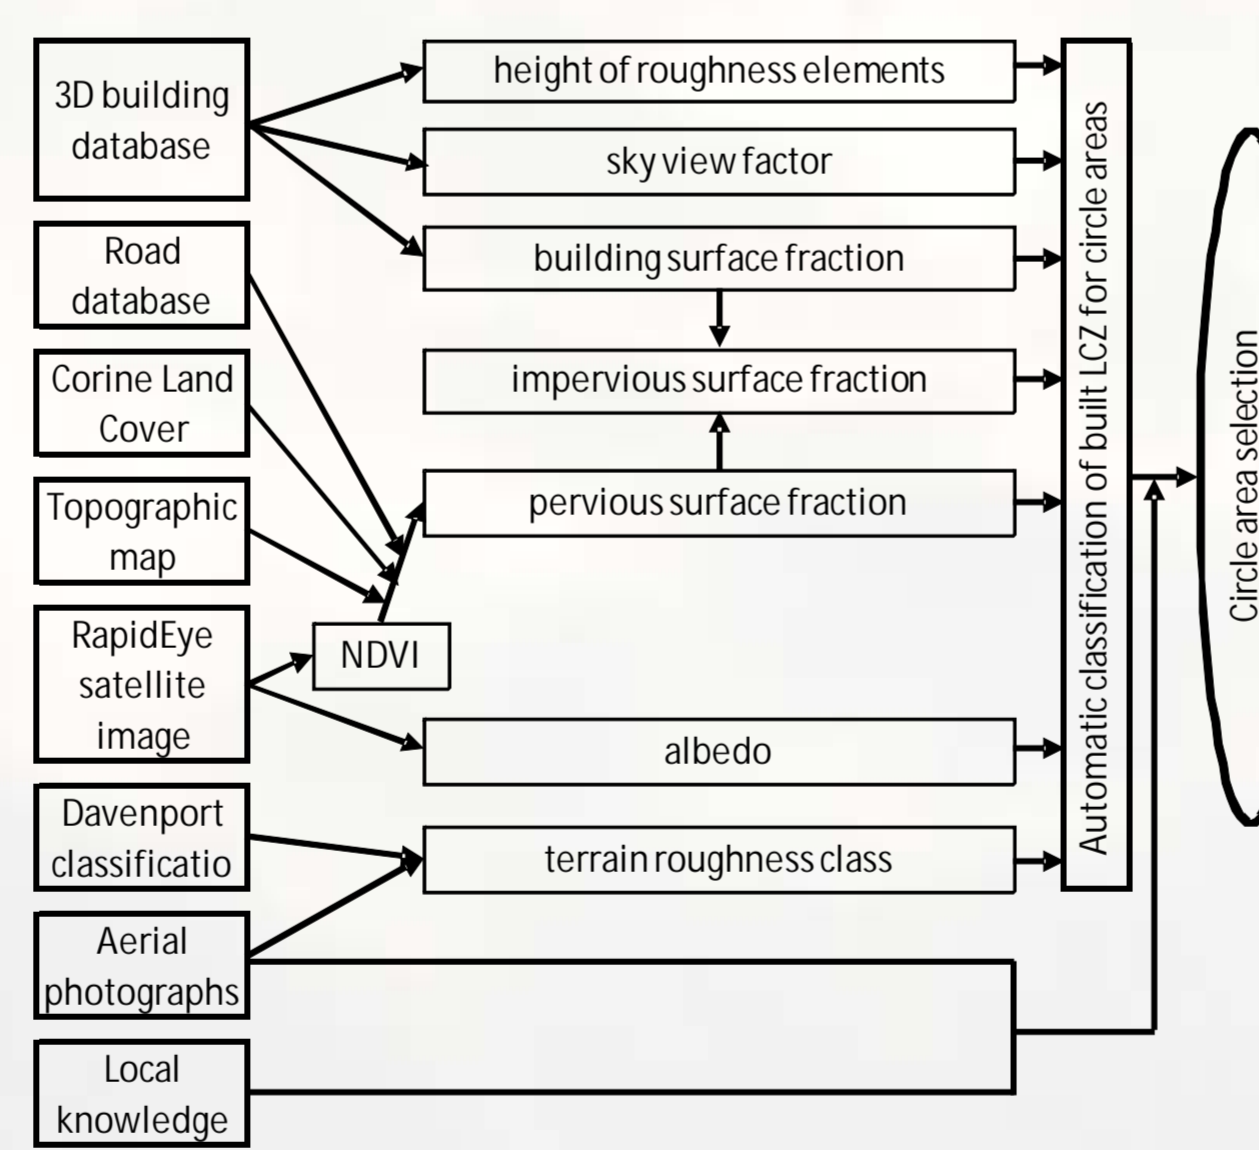 3D building
database
Road
database
Corine Land
Cover
Topographic
map
RapidEye
satellite
image
Davenport
classificatio
Aerial
photographs
Local
knowledge
NDVI
height of roughness elements
sky view factor
building surface fraction
impervious surface fraction
pervious surface fraction
albedo
terrain roughness class
Automatic classification of built LCZ for circle areas
Circle area selection